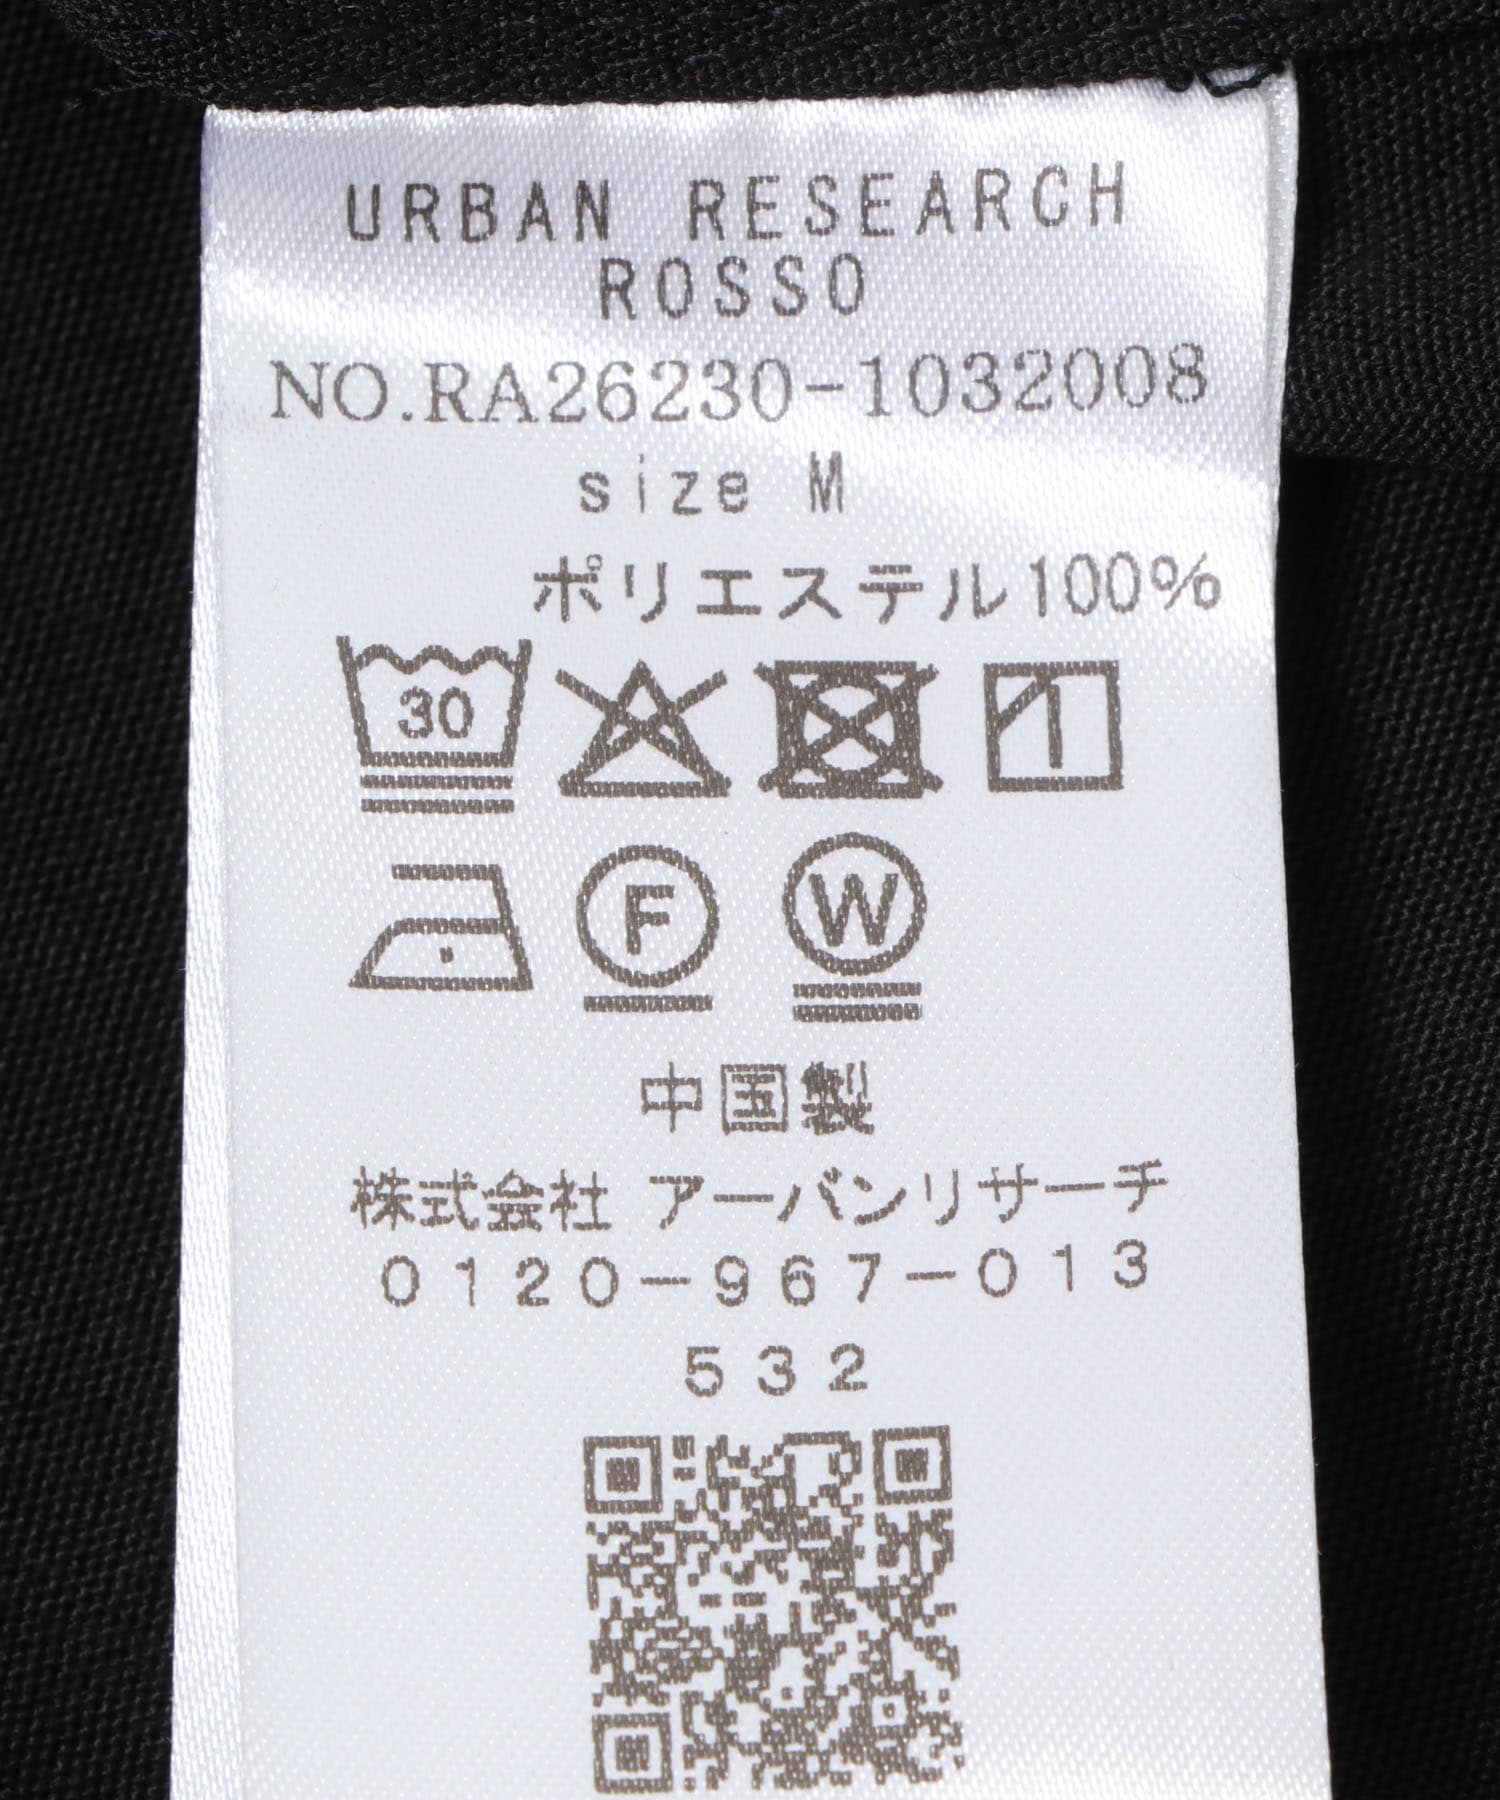 URBAN RESEARCH
ROSSO
NO.RA26230-1032008
size M
ポリエステル100%
30
F W
中国製
株式会社 アーバンリサーチ
0120-967-013
532